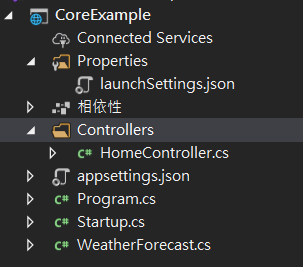 CoreExample
Connected Services
Properties
launchSettings.json
相依性
Controllers
C# HomeController.cs
appsettings.json
C# Program.cs
C# Startup.cs
C# WeatherForecast.cs